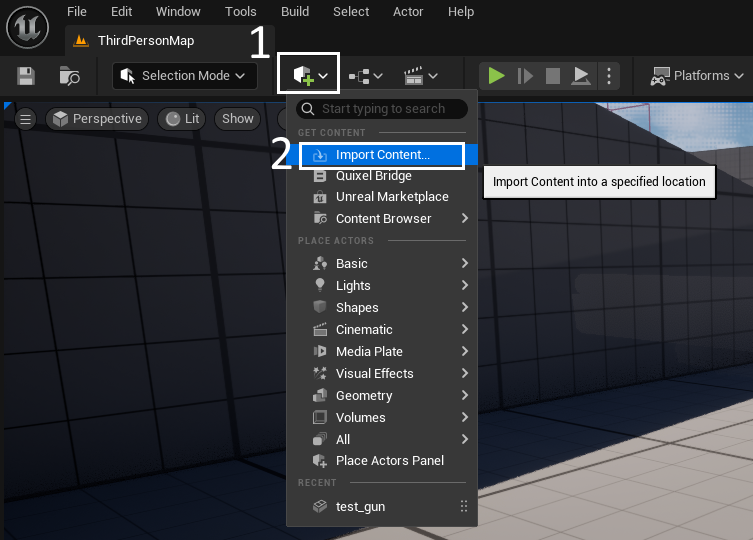 File Edit Window Tools Build Select Actor Help
ThirdPersonMap
1
Selection Mode
Platforms
Perspective
Lit
Show
Start typing to search
GET CONTENT
2
Import Content...
Import Content into a specified location
Quixel Bridge
Unreal Marketplace
Content Browser
PLACE ACTORS
Basic
Lights
Shapes
Cinematic
Media Plate
Visual Effects
Geometry
Volumes
All
Place Actors Panel
RECENT
test_gun